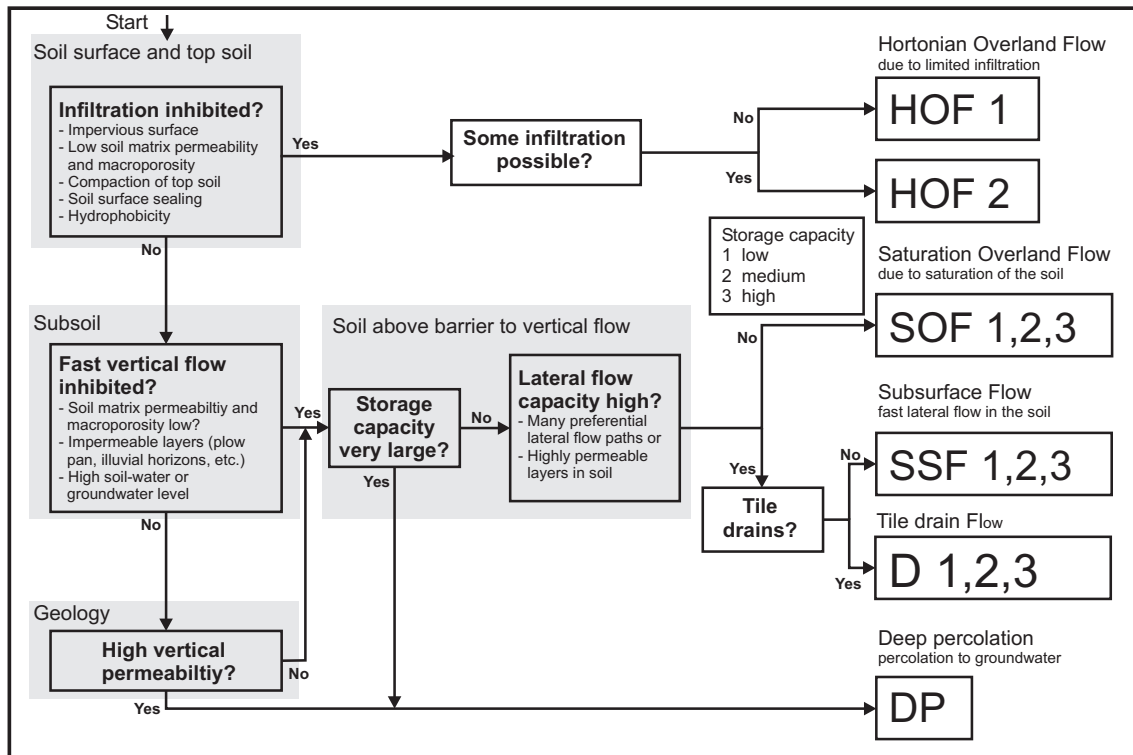 Start
Soil surface and top soil
Infiltration inhibited?
- Impervious surface
- Low soil matrix permeability
and macroporosity
- Compaction of top soil
- Soil surface sealing
- Hydrophobicity
Yes
No
Some infiltration
possible?
No
Yes
Hortonian Overland Flow
due to limited infiltration
HOF 1
HOF 2
Storage capacity
1 low
2 medium
3 high
Saturation Overland Flow
due to saturation of the soil
SOF 1,2,3
Subsoil
Fast vertical flow
inhibited?
- Soil matrix permeabiltiy and
macroporosity low?
- Impermeable layers (plow
pan, illuvial horizons, etc.)
- High soil-water or
groundwater level
Yes
No
Soil above barrier to vertical flow
Storage
capacity
very large?
No
Yes
Lateral flow
capacity high?
- Many preferential
lateral flow paths or
- Highly permeable
layers in soil
No
Yes
Tile
drains?
No
Yes
Subsurface Flow
fast lateral flow in the soil
SSF 1,2,3
Tile drain Flow
D 1,2,3
Geology
High vertical
permeabiltiy?
No
Yes
Deep percolation
percolation to groundwater
DP